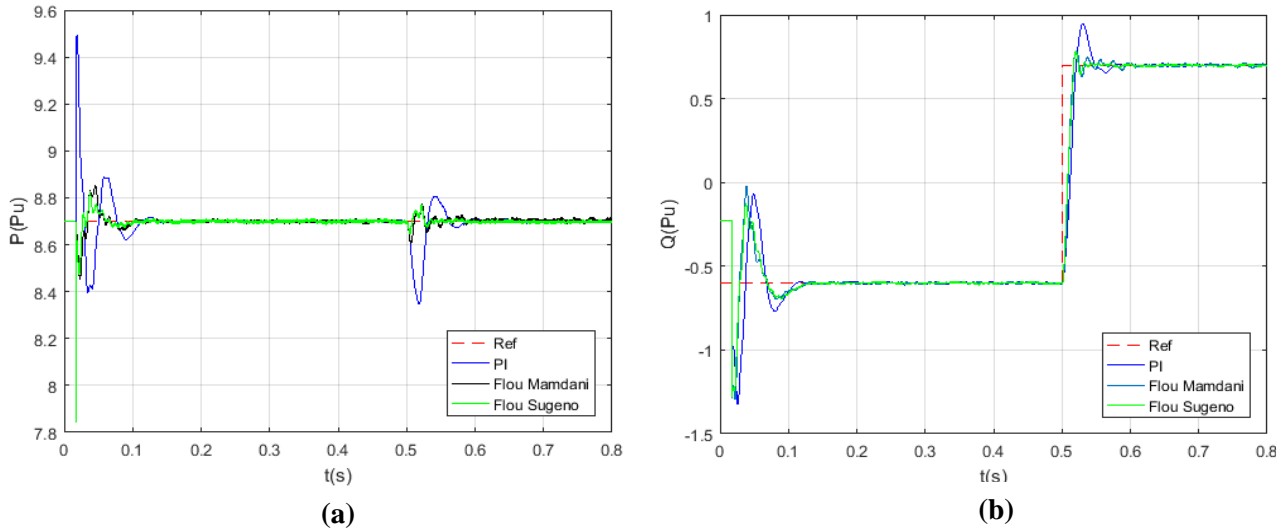 9.6
9.4
9.2
9
8.8
8.6
8.4
8.2
8
7.8
P(Pu)
0 0.1 0.2 0.3 0.4 0.5 0.6 0.7 0.8
t(s)
Ref
PI
Flou Mamdani
Flou Sugeno
(a)
1
0.5
0
-0.5
-1
-1.5
Q(Pu)
0 0.1 0.2 0.3 0.4 0.5 0.6 0.7 0.8
t(s)
Ref
PI
Flou Mamdani
Flou Sugeno
(b)